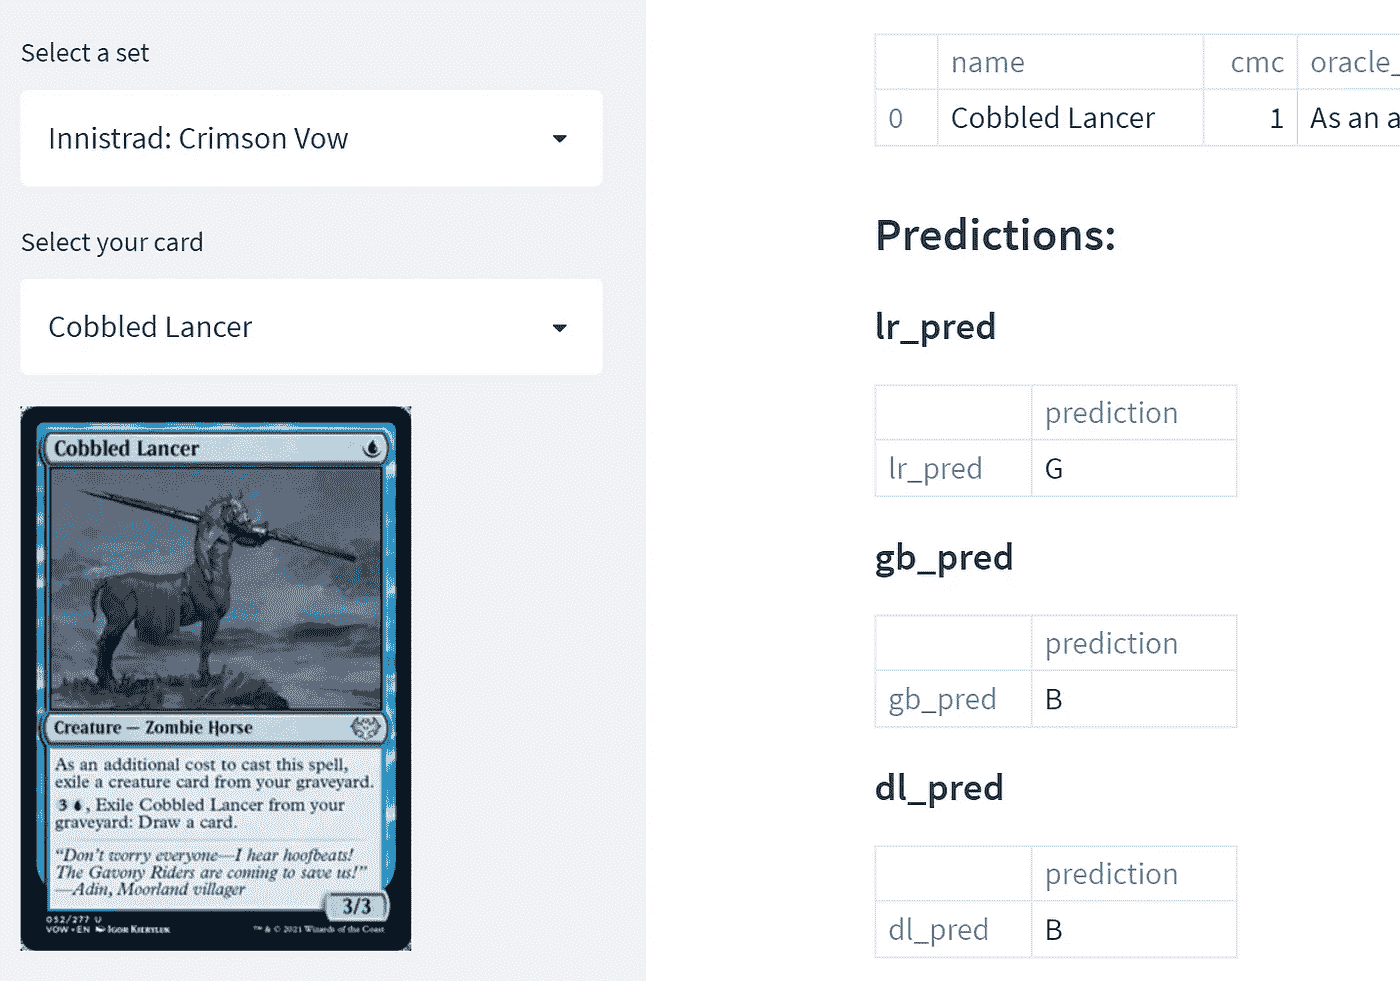 Select a set
Innistrad: Crimson Vow
Select your card
Cobbled Lancer
Cobbled Lancer
Creature — Zombie Horse
As an additional cost to cast this spell,
exile a creature card from your graveyard.
3 , Exile Cobbled Lancer from your
graveyard: Draw a card.
“Don’t worry everyone—I hear hoofbeats!
The Gavony Riders are coming to save us!”
—Adin, Moorland villager
3/3
052/277 U
VOW • EN Igor Kieryluk
™ & © 2021 Wizards of the Coast
name cmc oracle_
0 Cobbled Lancer 1 As an a
Predictions:
lr_pred
prediction
lr_pred G
gb_pred
prediction
gb_pred B
dl_pred
prediction
dl_pred B